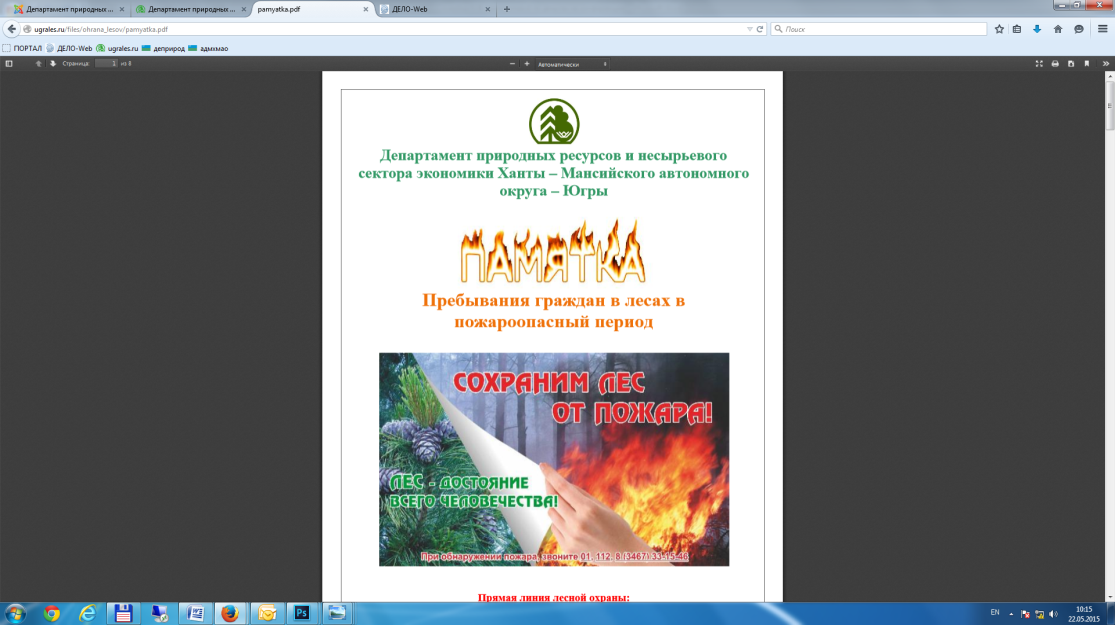 Департамент природных ... Департамент природных ... pamyatka.pdf ДЕЛО-Web
ugrales.ru/files/ohrana_lesov/pamyatka.pdf Поиск
ПОРТАЛ ДЕЛО-Web ugrales.ru деприрод адмхмао
Страница: 1 из 8 Автоматически
Департамент природных ресурсов и несырьевого
сектора экономики Ханты – Мансийского автономного
округа – Югры
ПАМЯТКА
Пребывания граждан в лесах в
пожароопасный период
СОХРАНИМ ЛЕС
ОТ ПОЖАРА!
ЛЕС - ДОСТОЯНИЕ
ВСЕГО ЧЕЛОВЕЧЕСТВА!
При обнаружении пожара, звоните 01, 112, 8 (3467) 33-15-46
Прямая линия лесной охраны:
EN 10:15
22.05.2015